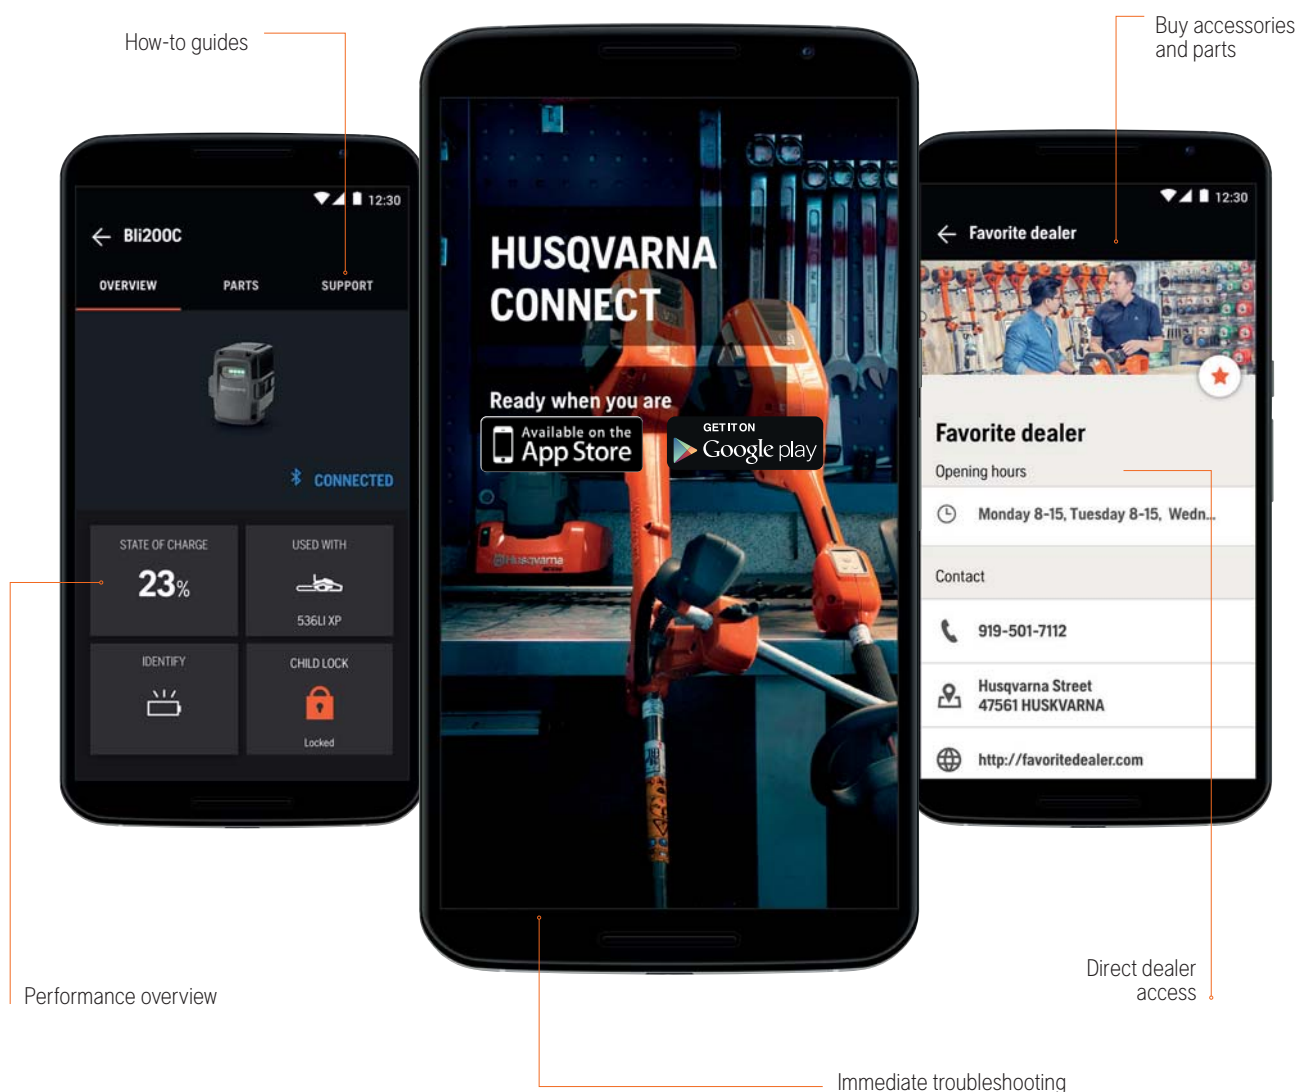 How-to guides
Buy accessories
and parts
12:30
Bli200C
OVERVIEW
PARTS
SUPPORT
CONNECTED
STATE OF CHARGE
23%
USED WITH
536LI XP
IDENTIFY
CHILD LOCK
Locked
HUSQVARNA
CONNECT
Ready when you are
Available on the
App Store
GET IT ON
Google play
Husqvarna
12:30
Favorite dealer
Favorite dealer
Opening hours
Monday 8-15, Tuesday 8-15, Wedn...
Contact
919-501-7112
Husqvarna Street
47561 HUSKVARNA
http://favoritedealer.com
Performance overview
Direct dealer
access
Immediate troubleshooting